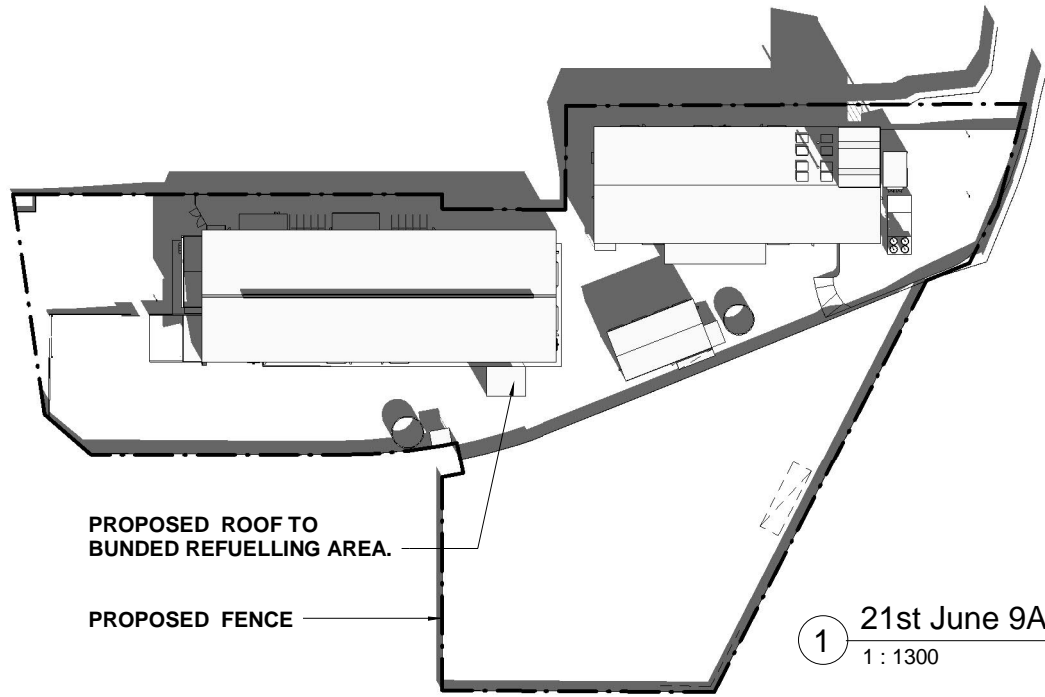 PROPOSED ROOF TO
BUNDED REFUELLING AREA.
PROPOSED FENCE
1
21st June 9A
1 : 1300